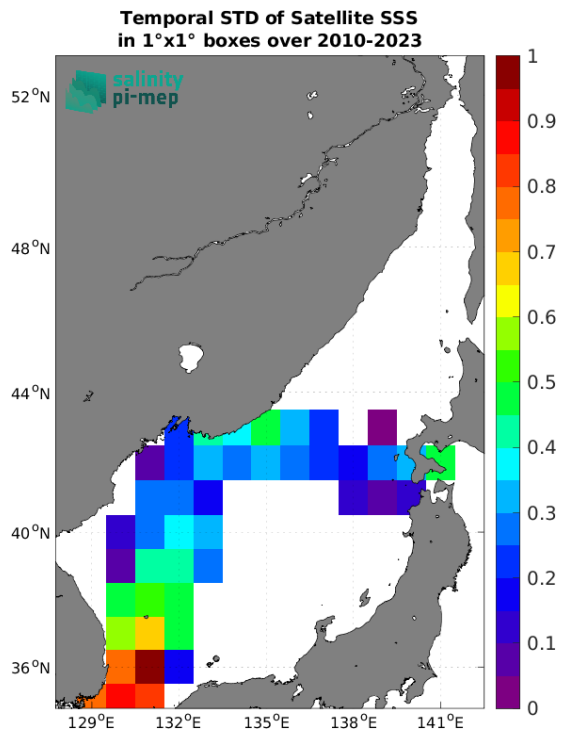 Temporal STD of Satellite SSS
in 1°x1° boxes over 2010-2023
salinity
pi-mep
52°N
48°N
44°N
40°N
36°N
129°E 132°E 135°E 138°E 141°E
1
0.9
0.8
0.7
0.6
0.5
0.4
0.3
0.2
0.1
0